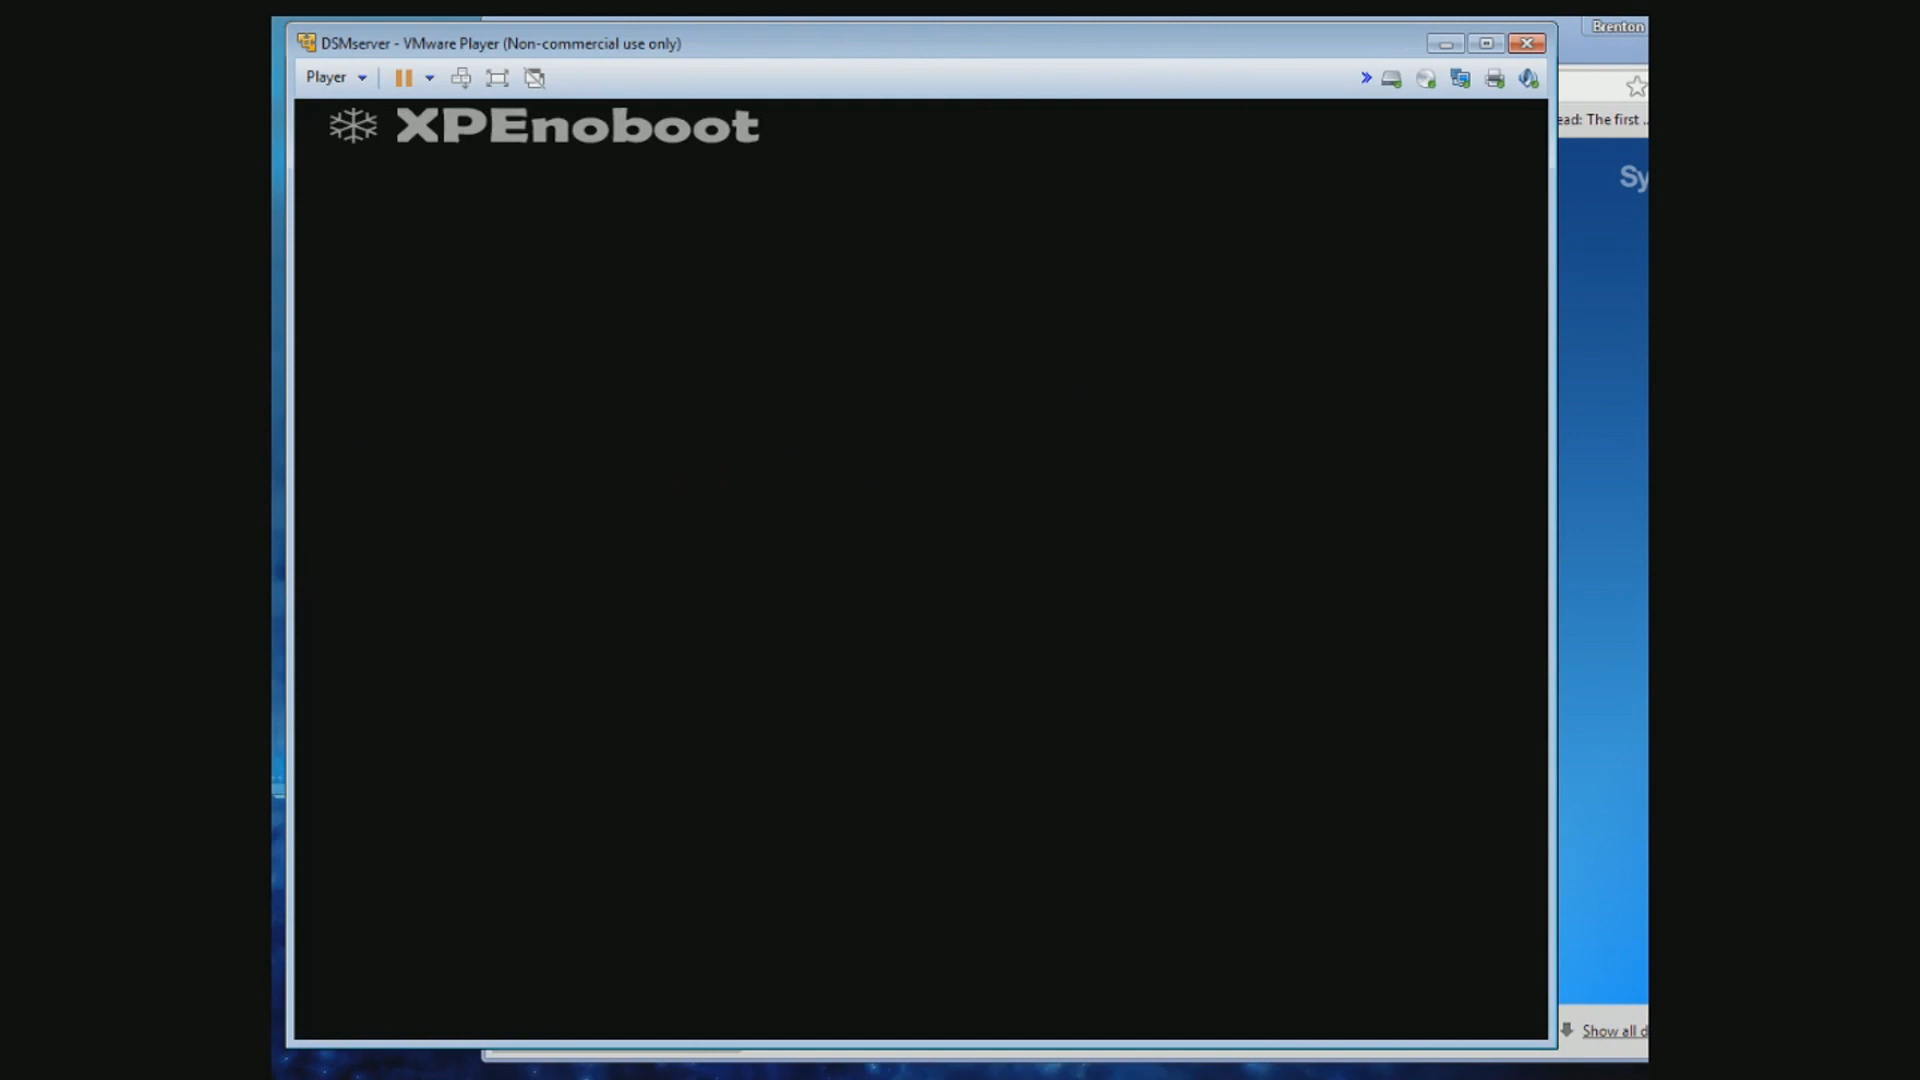 Brenton
DSMserver - VMware Player (Non-commercial use only)
Player
XPEnoboot
ead: The first ...
Sy
Show all d